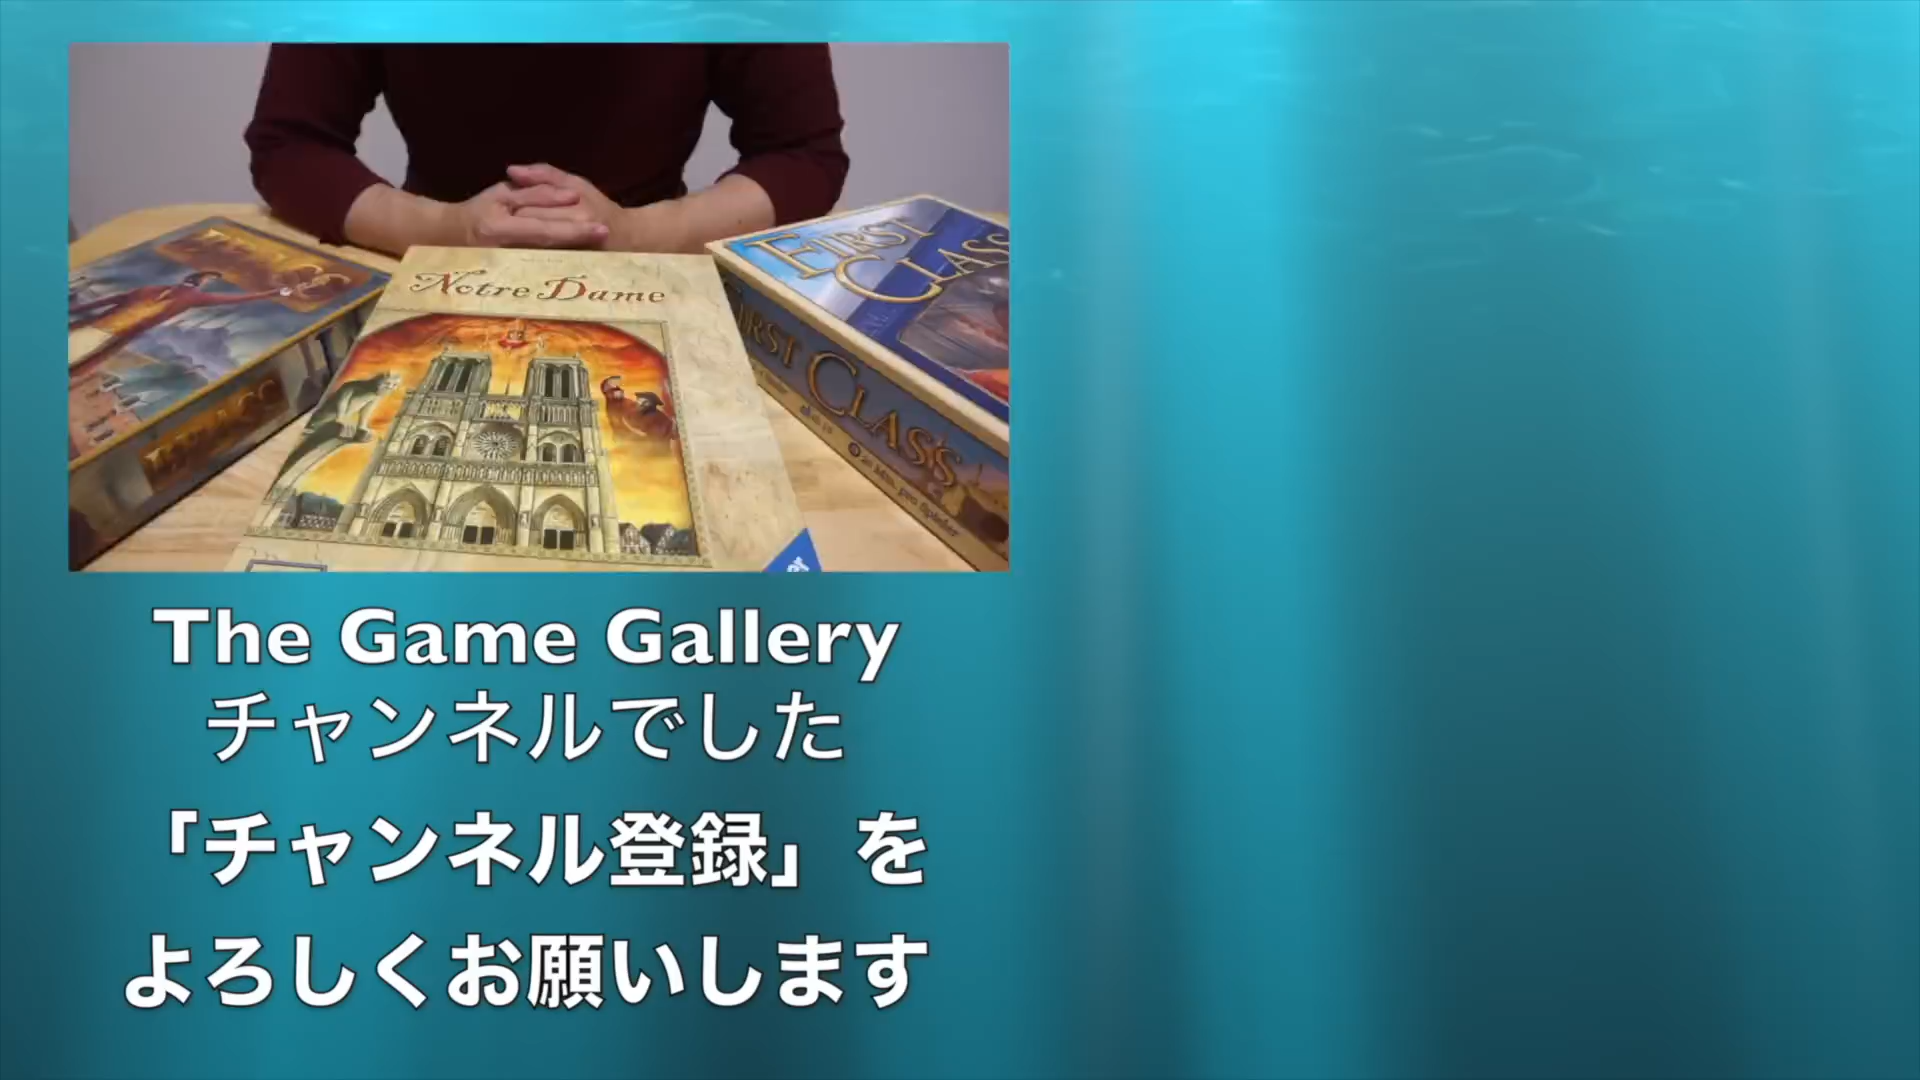 Notre Dame
FIRST
CLASS
FIRST CLASS
The Game Gallery
チャンネルでした
「チャンネル登録」を
よろしくお願いします